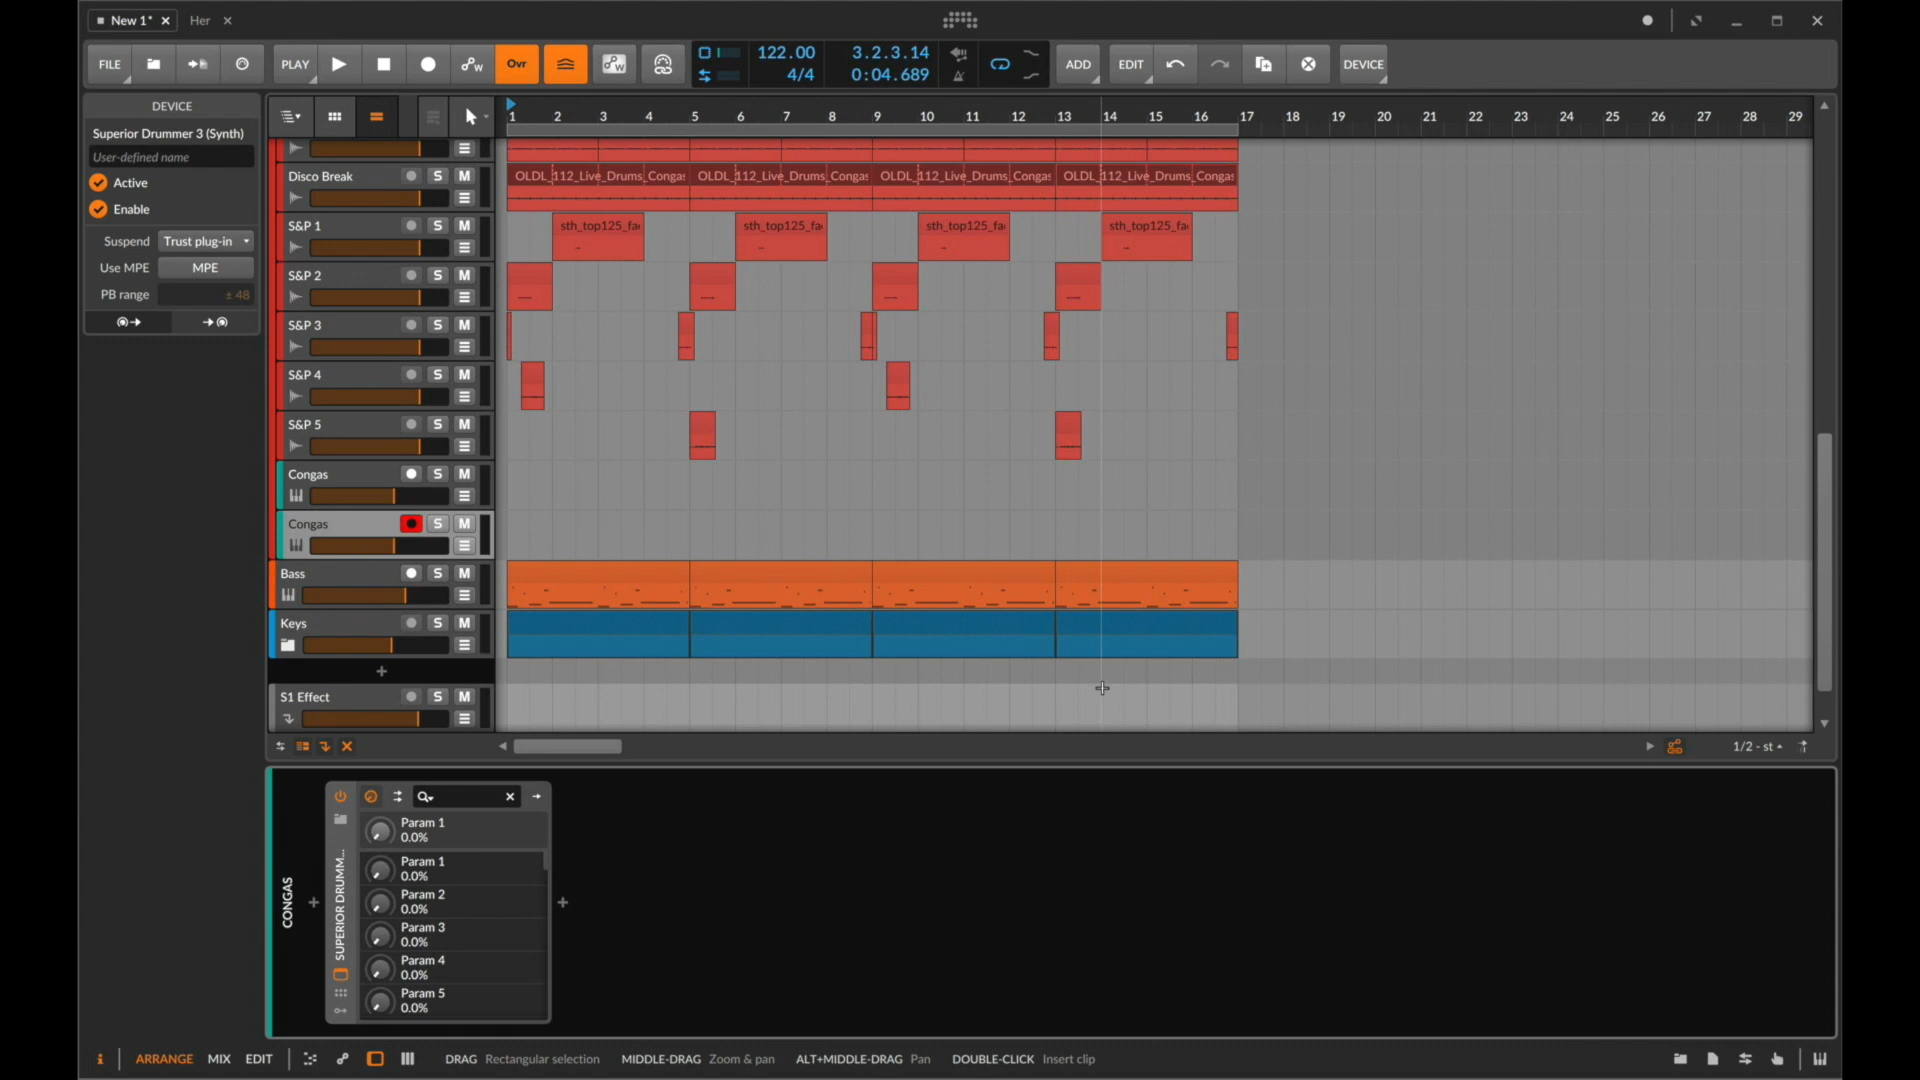 New 1*
Her
FILE
PLAY
Ovr
122.00
4/4
3.2.3.14
0:04.689
ADD
EDIT
DEVICE
DEVICE
Superior Drummer 3 (Synth)
User-defined name
Active
Enable
Suspend Trust plug-in
Use MPE MPE
PB range ± 48
1 2 3 4 5 6 7 8 9 10 11 12 13 14 15 16 17 18 19 20 21 22 23 24 25 26 27 28 29
S M
Disco Break S M
OLDL_112_Live_Drums_Congas OLDL_112_Live_Drums_Congas OLDL_112_Live_Drums_Congas OLDL_112_Live_Drums_Congas
S&P 1 S M
sth_top125_fa sth_top125_fa sth_top125_fa sth_top125_fa
S&P 2 S M
S&P 3 S M
S&P 4 S M
S&P 5 S M
Congas S M
Congas S M
Bass S M
Keys S M
S1 Effect S M
1/2 - st
CONGAS
SUPERIOR DRUMM...
Param 1
0.0%
Param 1
0.0%
Param 2
0.0%
Param 3
0.0%
Param 4
0.0%
Param 5
0.0%
i ARRANGE MIX EDIT
DRAG Rectangular selection MIDDLE-DRAG Zoom & pan ALT+MIDDLE-DRAG Pan DOUBLE-CLICK Insert clip